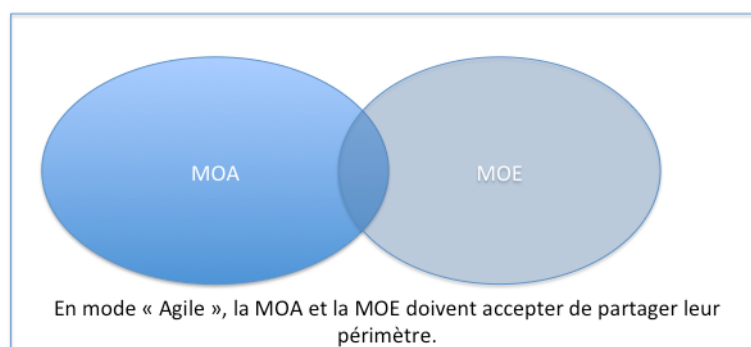 MOA
MOE
En mode « Agile », la MOA et la MOE doivent accepter de partager leur
périmètre.